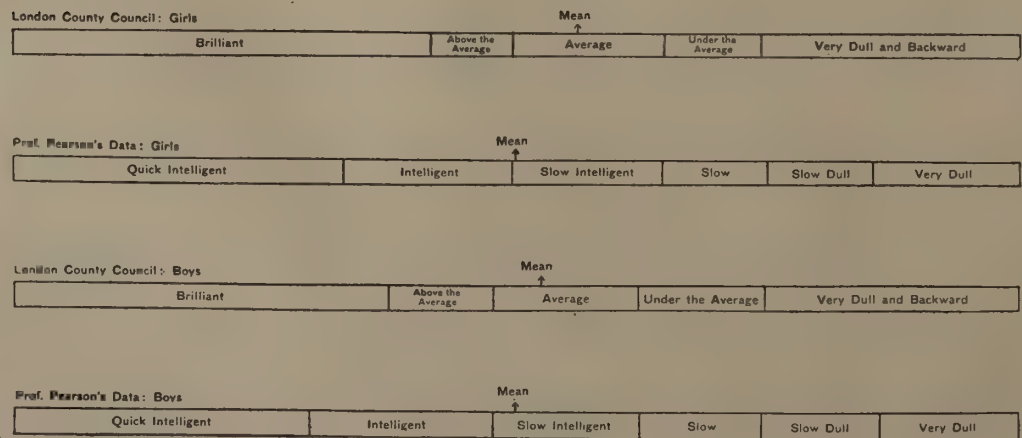 London County Council: Girls
Mean
Brilliant
Above the
Average
Average
Under the
Average
Very Dull and Backward
Prof. Pearson's Data: Girls
Mean
Quick Intelligent
Intelligent
Slow Intelligent
Slow
Slow Dull
Very Dull
London County Council: Boys
Mean
Brilliant
Above the
Average
Average
Under the Average
Very Dull and Backward
Prof. Pearson's Data: Boys
Mean
Quick Intelligent
Intelligent
Slow Intelligent
Slow
Slow Dull
Very Dull